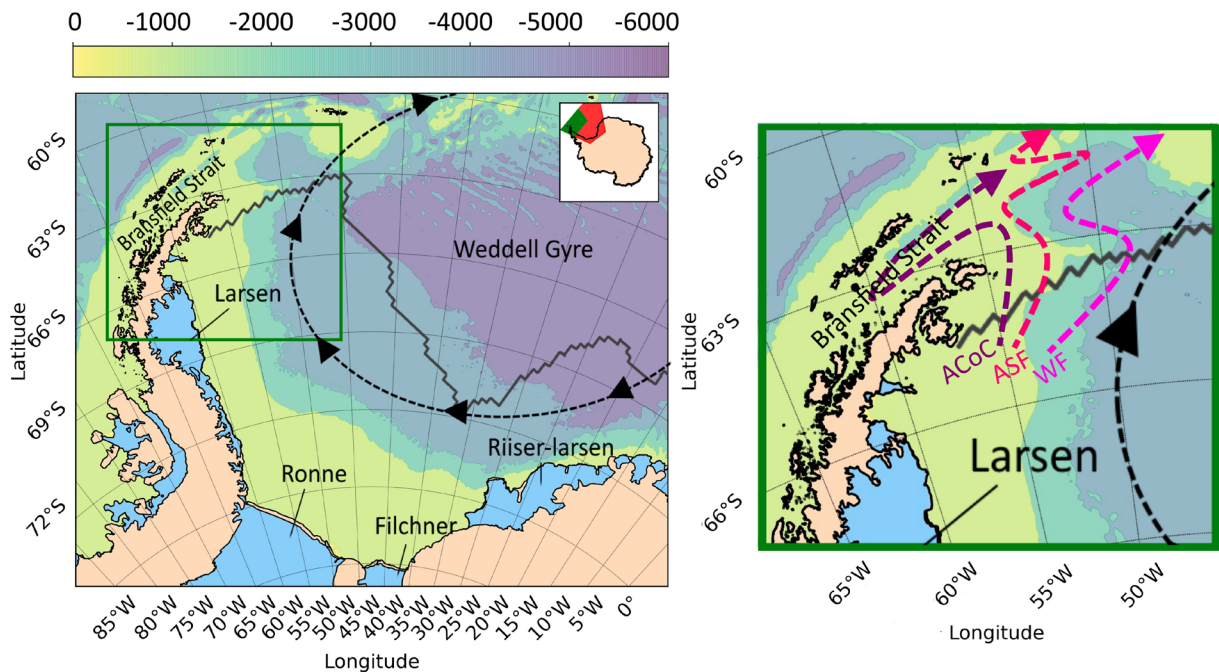 0 -1000 -2000 -3000 -4000 -5000 -6000
60°S
63°S
66°S
69°S
72°S
Latitude
Bransfield Strait
Weddell Gyre
Larsen
Ronne
Filchner
Riiser-larsen
85°W 80°W 75°W 70°W 65°W 60°W 55°W 50°W 45°W 40°W 35°W 30°W 25°W 20°W 15°W 10°W 5°W 0°
Longitude
60°S
63°S
66°S
Latitude
Bransfield Strait
ACoC
ASF
WF
Larsen
65°W 60°W 55°W 50°W
Longitude